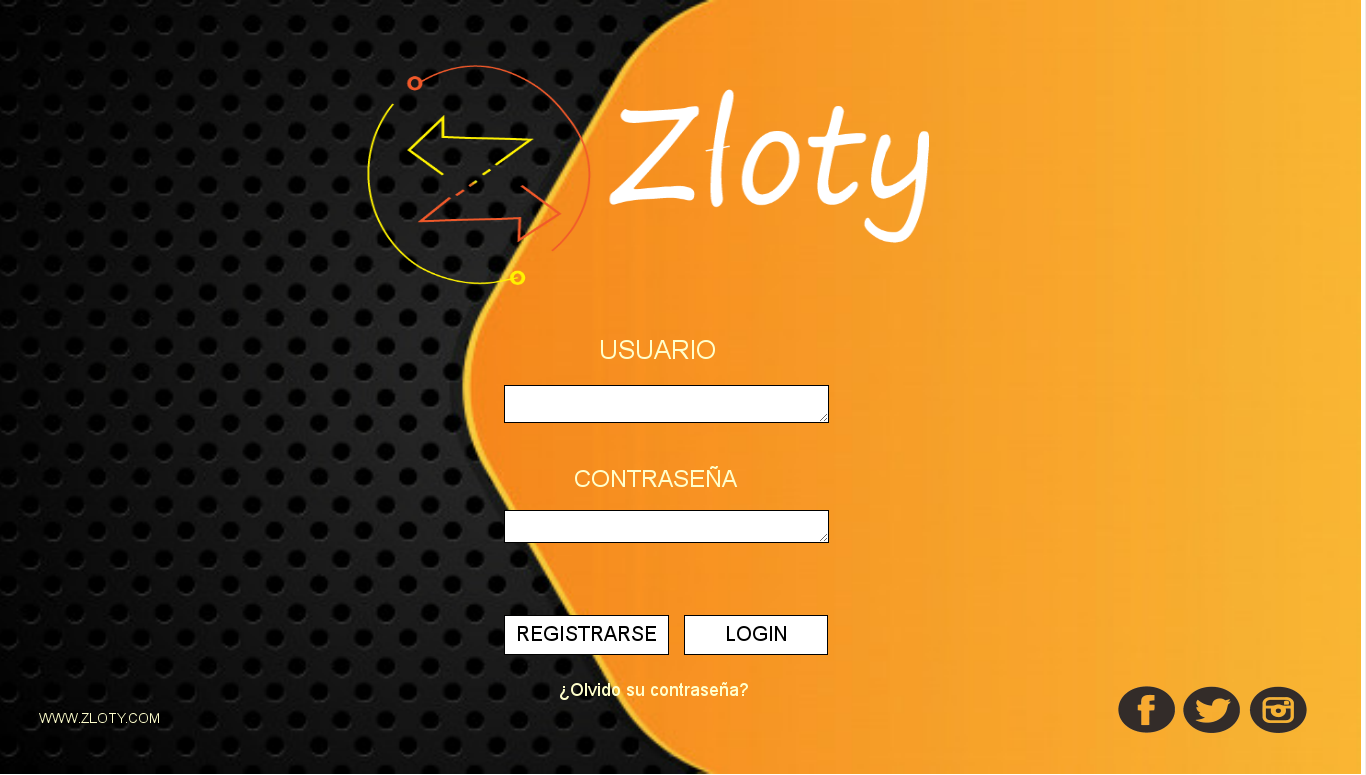 Zloty
USUARIO
CONTRASEÑA
REGISTRARSE
LOGIN
¿Olvido su contraseña?
WWW.ZLOTY.COM